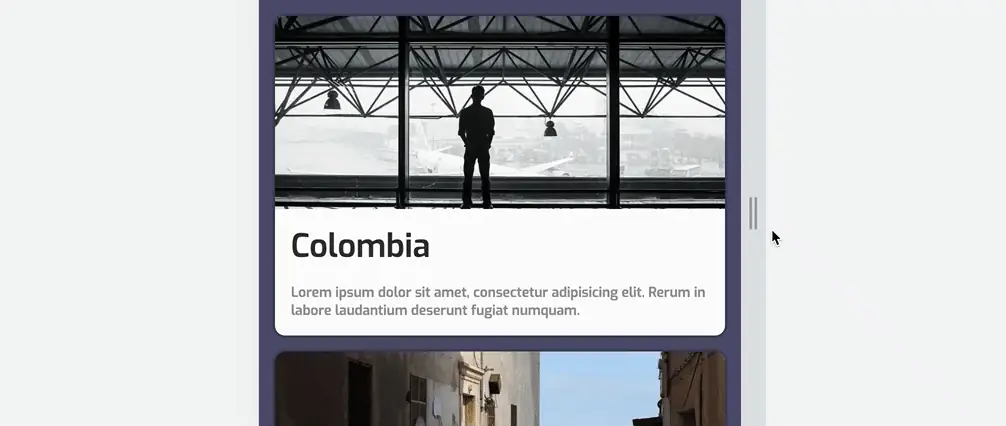 Colombia
Lorem ipsum dolor sit amet, consectetur adipisicing elit. Rerum in
labore laudantium deserunt fugiat numquam.